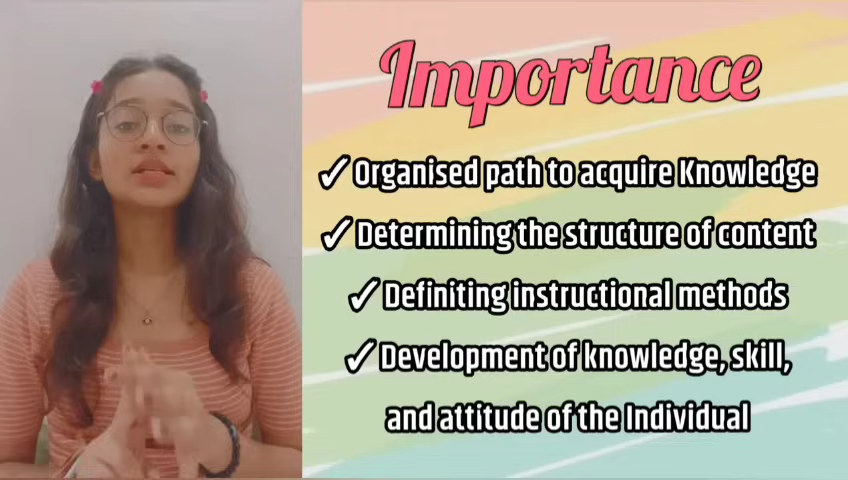 Importance
✓Organised path to acquire Knowledge
✓Determining the structure of content
✓Definiting instructional methods
✓Development of knowledge, skill,
and attitude of the Individual